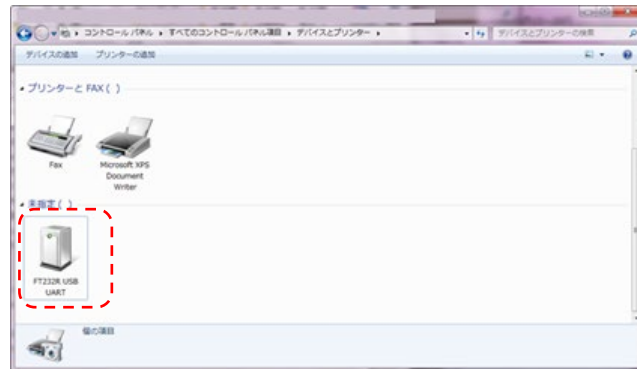 コントロール パネル ▸ すべてのコントロール パネル項目 ▸ デバイスとプリンター ▸
デバイスとプリンターの検索
デバイスの追加 プリンターの追加
プリンターと FAX ( )
Fax
Microsoft XPS
Document
Writer
未指定 ( )
FT232R USB
UART
個の項目